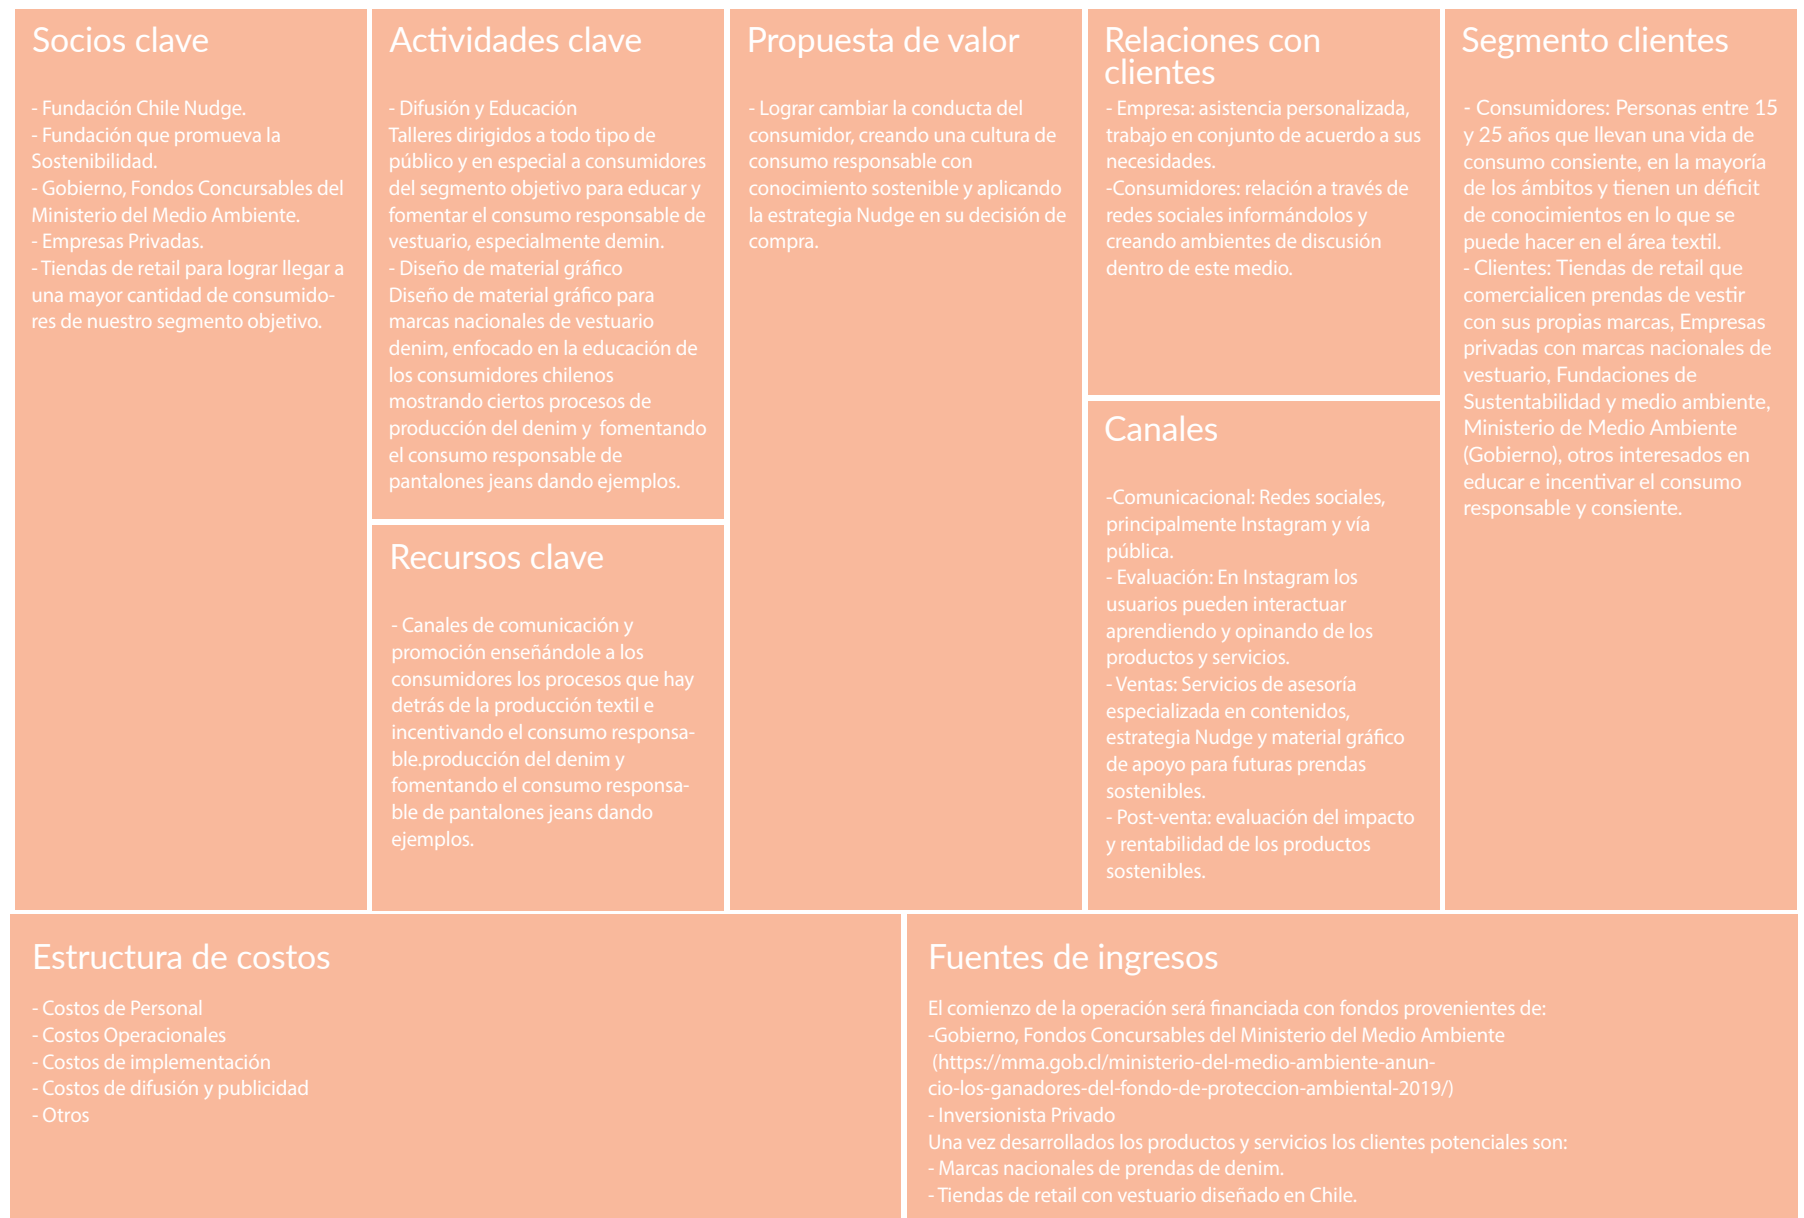 Socios clave
- Fundación Chile Nudge.
- Fundación que promueva la
Sostenibilidad.
- Gobierno, Fondos Concursables del
Ministerio del Medio Ambiente.
- Empresas Privadas.
- Tiendas de retail para lograr llegar a
una mayor cantidad de consumido-
res de nuestro segmento objetivo.
Actividades clave
- Difusión y Educación
Talleres dirigidos a todo tipo de
público y en especial a consumidores
del segmento objetivo para educar y
fomentar el consumo responsable de
vestuario, especialmente demin.
- Diseño de material gráfico
Diseño de material gráfico para
marcas nacionales de vestuario
denim, enfocado en la educación de
los consumidores chilenos
mostrando ciertos procesos de
producción del denim y  fomentando
el consumo responsable de
pantalones jeans dando ejemplos.
Recursos clave
- Canales de comunicación y
promoción enseñándole a los
consumidores los procesos que hay
detrás de la producción textil e
incentivando el consumo responsa-
ble.producción del denim y
fomentando el consumo responsa-
ble de pantalones jeans dando
ejemplos.
Propuesta de valor
- Lograr cambiar la conducta del
consumidor, creando una cultura de
consumo responsable con
conocimiento sostenible y aplicando
la estrategia Nudge en su decisión de
compra.
Relaciones con
clientes
- Empresa: asistencia personalizada,
trabajo en conjunto de acuerdo a sus
necesidades.
-Consumidores: relación a través de
redes sociales informándolos y
creando ambientes de discusión
dentro de este medio.
Canales
-Comunicacional: Redes sociales,
principalmente Instagram y vía
pública.
- Evaluación: En Instagram los
usuarios pueden interactuar
aprendiendo y opinando de los
productos y servicios.
- Ventas: Servicios de asesoría
especializada en contenidos,
estrategia Nudge y material gráfico
de apoyo para futuras prendas
sostenibles.
- Post-venta: evaluación del impacto
y rentabilidad de los productos
sostenibles.
Segmento clientes
- Consumidores: Personas entre 15
y 25 años que llevan una vida de
consumo consiente, en la mayoría
de los ámbitos y tienen un déficit
de conocimientos en lo que se
puede hacer en el área textil.
- Clientes: Tiendas de retail que
comercialicen prendas de vestir
con sus propias marcas, Empresas
privadas con marcas nacionales de
vestuario, Fundaciones de
Sustentabilidad y medio ambiente,
Ministerio de Medio Ambiente
(Gobierno), otros interesados en
educar e incentivar el consumo
responsable y consiente.
Estructura de costos
- Costos de Personal
- Costos Operacionales
- Costos de implementación
- Costos de difusión y publicidad
- Otros
Fuentes de ingresos
El comienzo de la operación será financiada con fondos provenientes de:
-Gobierno, Fondos Concursables del Ministerio del Medio Ambiente
(https://mma.gob.cl/ministerio-del-medio-ambiente-anun-
cio-los-ganadores-del-fondo-de-proteccion-ambiental-2019/)
- Inversionista Privado
Una vez desarrollados los productos y servicios los clientes potenciales son:
- Marcas nacionales de prendas de denim.
- Tiendas de retail con vestuario diseñado en Chile.